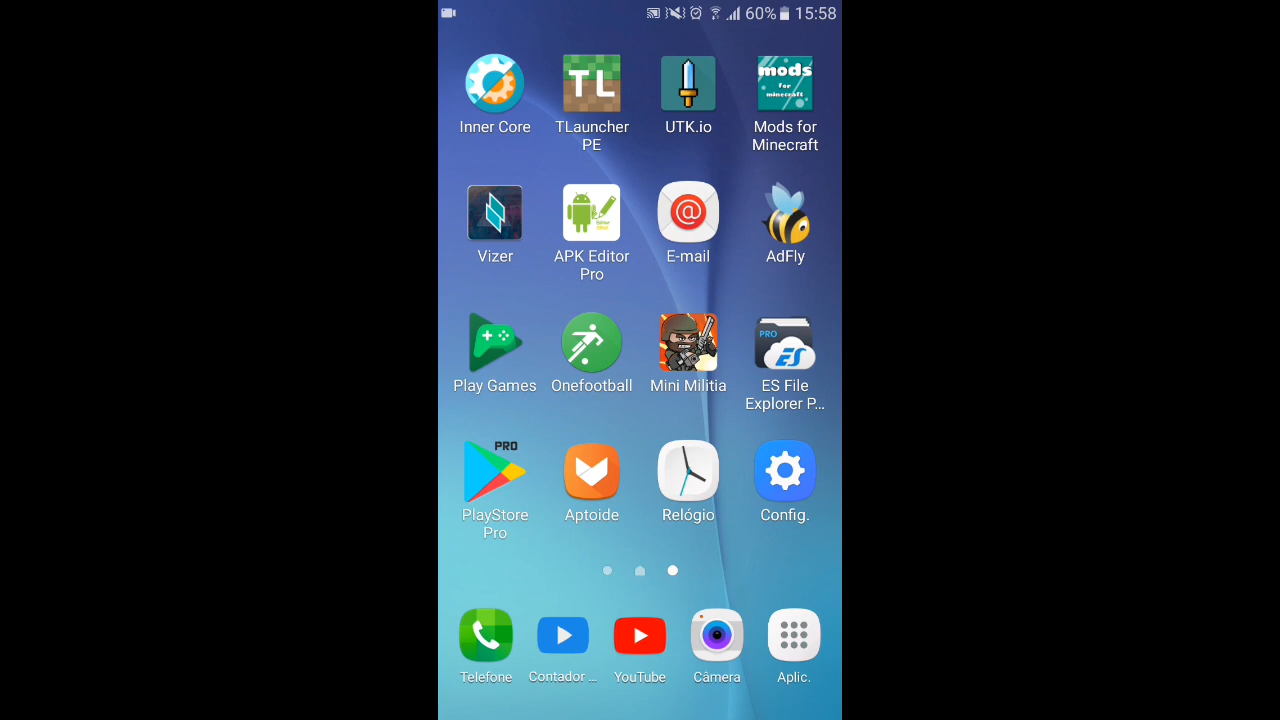 60% 15:58
TL
mods
for
minecraft
Inner Core
TLauncher
PE
UTK.io
Mods for
Minecraft
@
Vizer
APK Editor
Pro
E-mail
AdFly
PRO
ES
Play Games
Onefootball
Mini Militia
ES File
Explorer P...
PRO
PlayStore
Pro
Aptoide
Relógio
Config.
Telefone
Contador ...
YouTube
Câmera
Aplic.